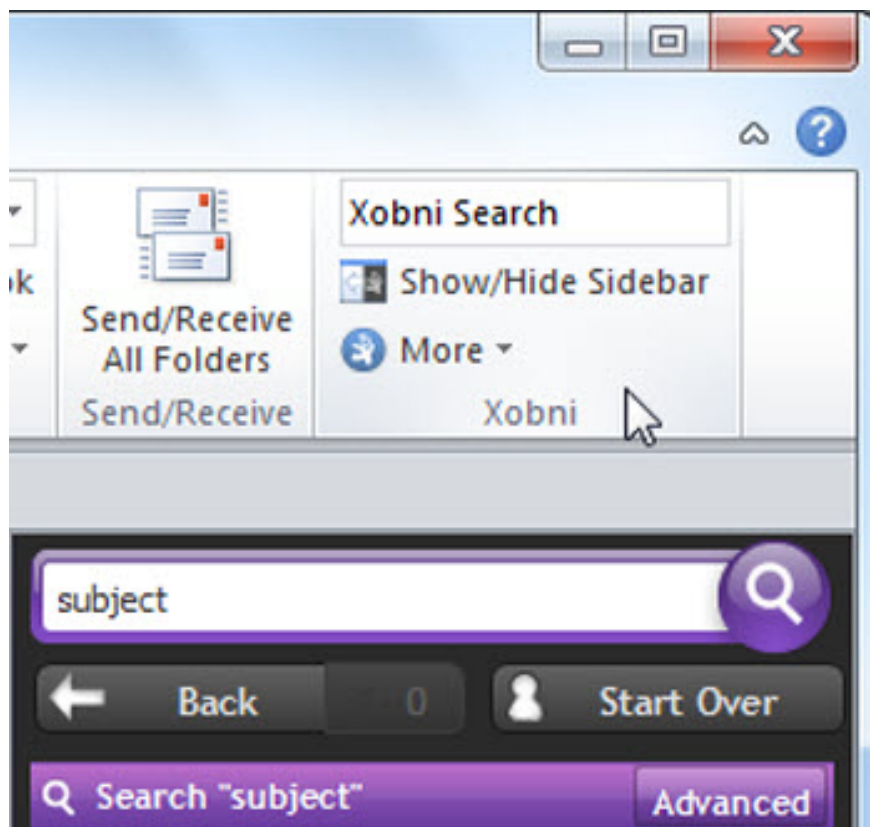 Xobni Search
ok
Show/Hide Sidebar
Send/Receive
All Folders
More
Send/Receive
Xobni
subject
Back
0
Start Over
Search "subject"
Advanced